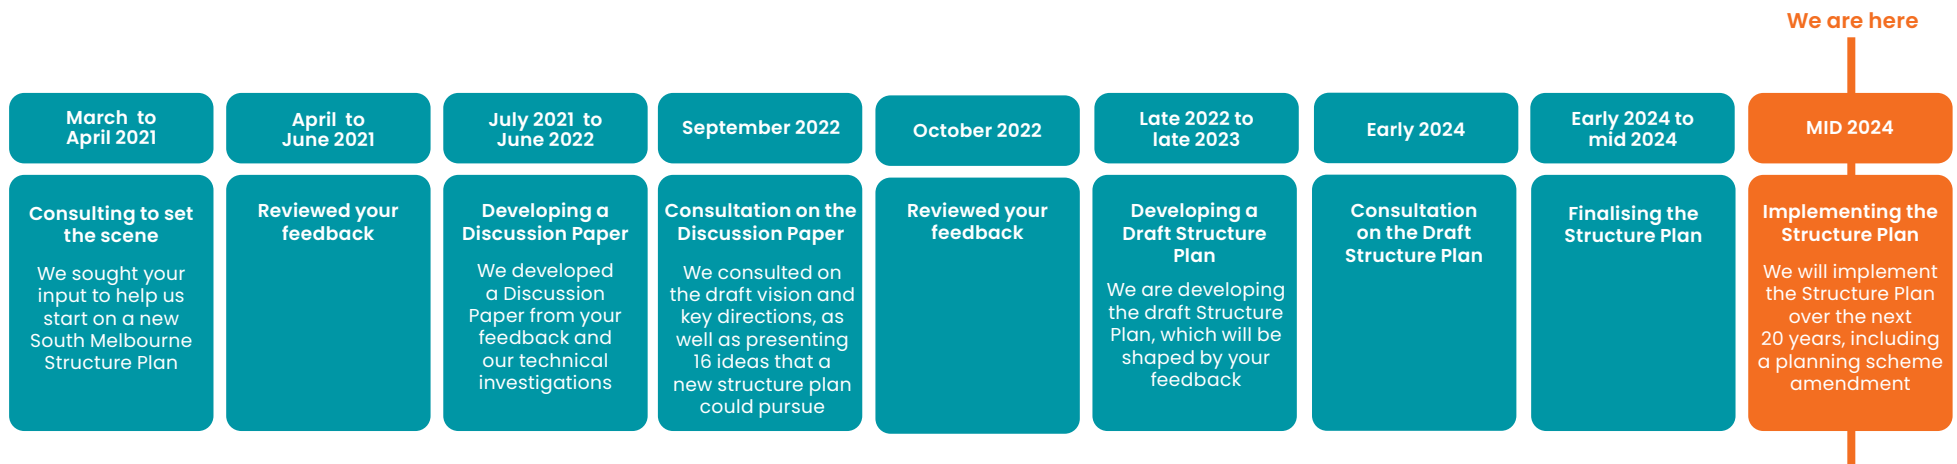 We are here
March to
April 2021
Consulting to set
the scene
We sought your
input to help us
start on a new
South Melbourne
Structure Plan
April to
June 2021
Reviewed your
feedback
July 2021 to
June 2022
Developing a
Discussion Paper
We developed
a Discussion
Paper from your
feedback and
our technical
investigations
September 2022
Consultation on the
Discussion Paper
We consulted on
the draft vision and
key directions, as
well as presenting
16 ideas that a
new structure plan
could pursue
October 2022
Reviewed your
feedback
Late 2022 to
late 2023
Developing a
Draft Structure
Plan
We are developing
the draft Structure
Plan, which will be
shaped by your
feedback
Early 2024
Consultation
on the Draft
Structure Plan
Early 2024 to
mid 2024
Finalising the
Structure Plan
MID 2024
Implementing the
Structure Plan
We will implement
the Structure Plan
over the next
20 years, including
a planning scheme
amendment